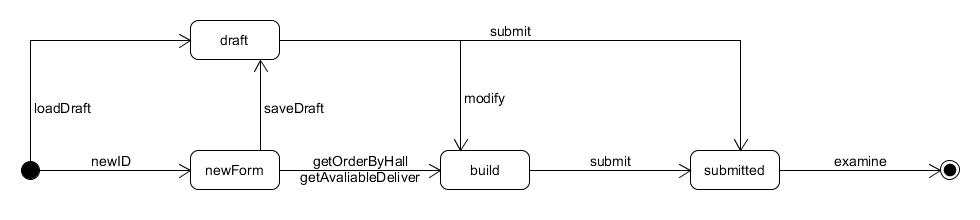 submit
draft
loadDraft
saveDraft
modify
newID
getOrderByHall
submit
examine
newForm
getAvaliableDeliver
build
submitted